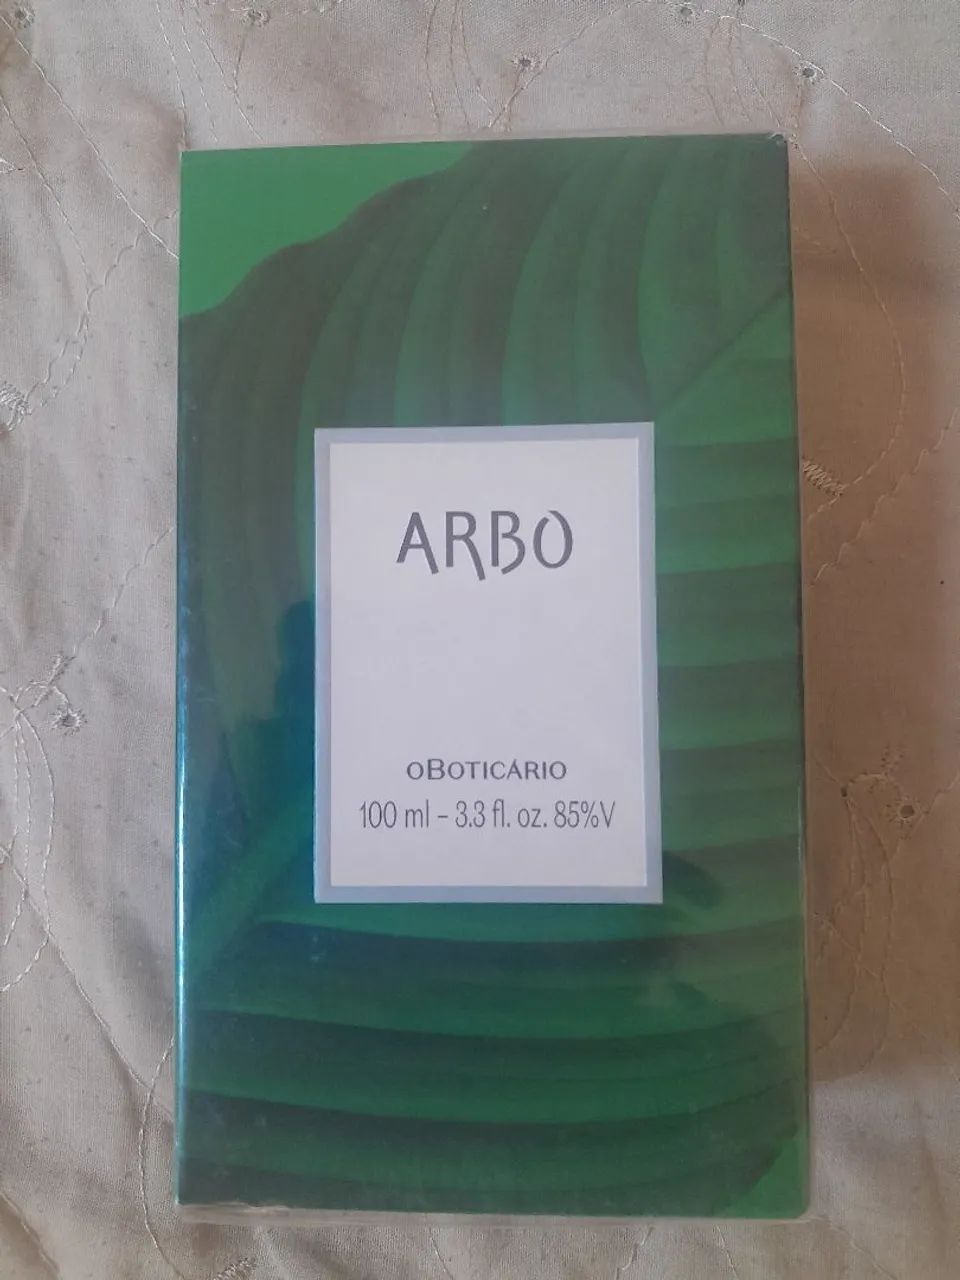 ARBO
oBOTICÁRIO
100 ml - 3.3 fl. oz. 85%V